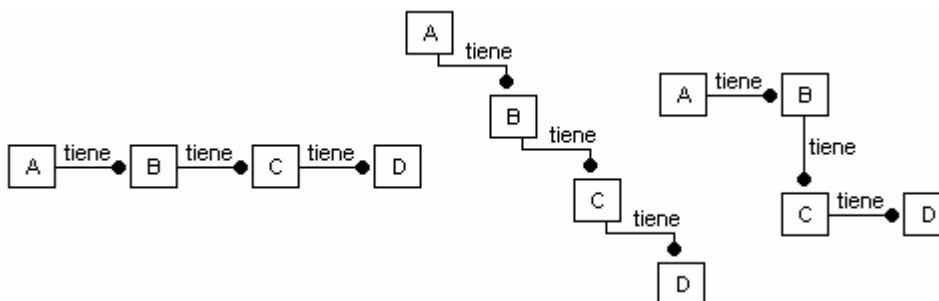 A tiene B tiene C tiene D
A
tiene
B
tiene
C
tiene
D
A tiene B
tiene
C tiene D